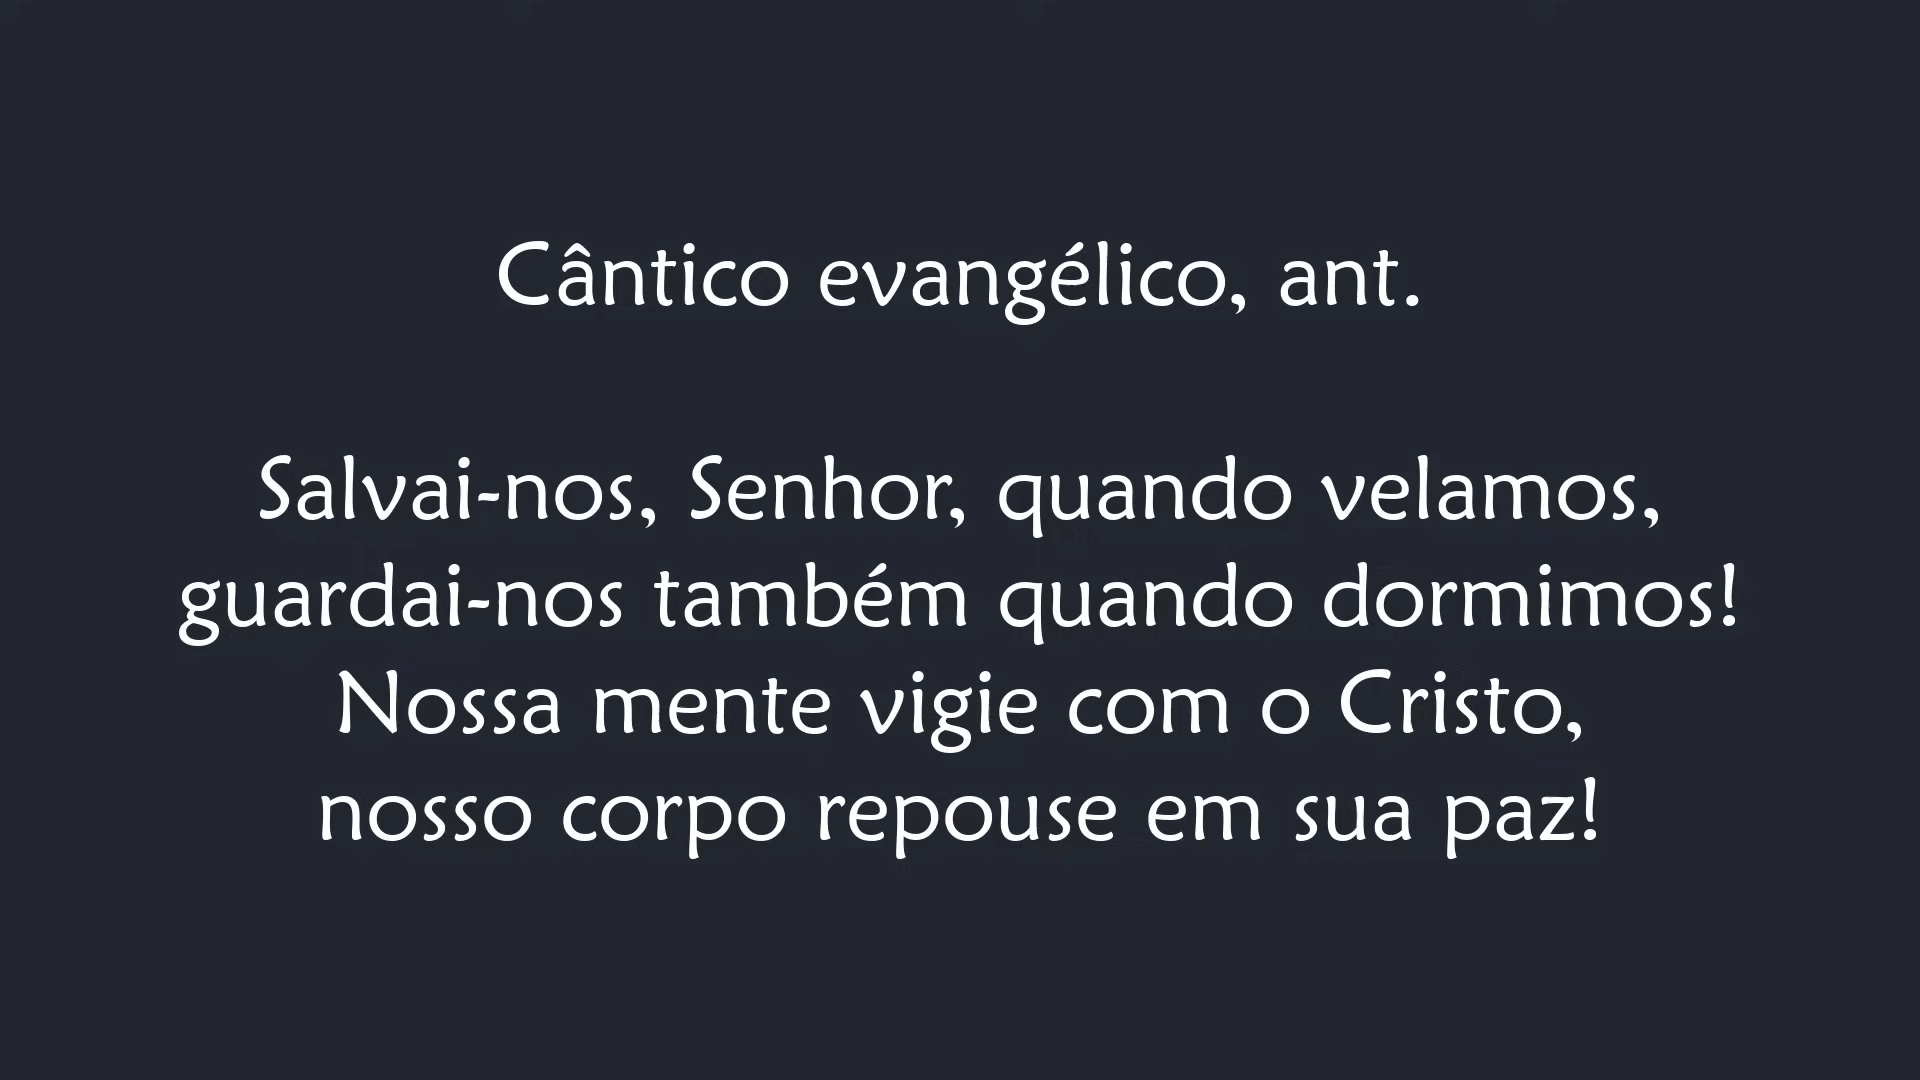 Cântico evangélico, ant.
Salvai-nos, Senhor, quando velamos,
guardai-nos também quando dormimos!
Nossa mente vigie com o Cristo,
nosso corpo repouse em sua paz!